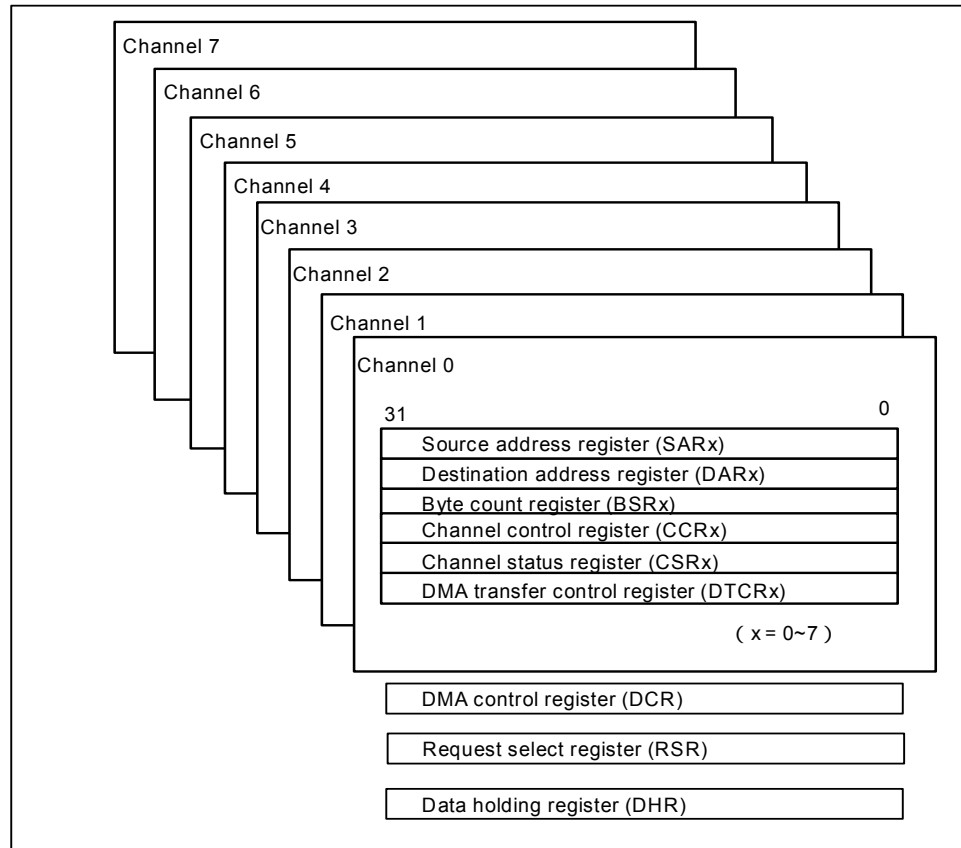 Channel 7
Channel 6
Channel 5
Channel 4
Channel 3
Channel 2
Channel 1
Channel 0
31 0
Source address register (SARx)
Destination address register (DARx)
Byte count register (BSRx)
Channel control register (CCRx)
Channel status register (CSRx)
DMA transfer control register (DTCRx)
( x = 0~7 )
DMA control register (DCR)
Request select register (RSR)
Data holding register (DHR)